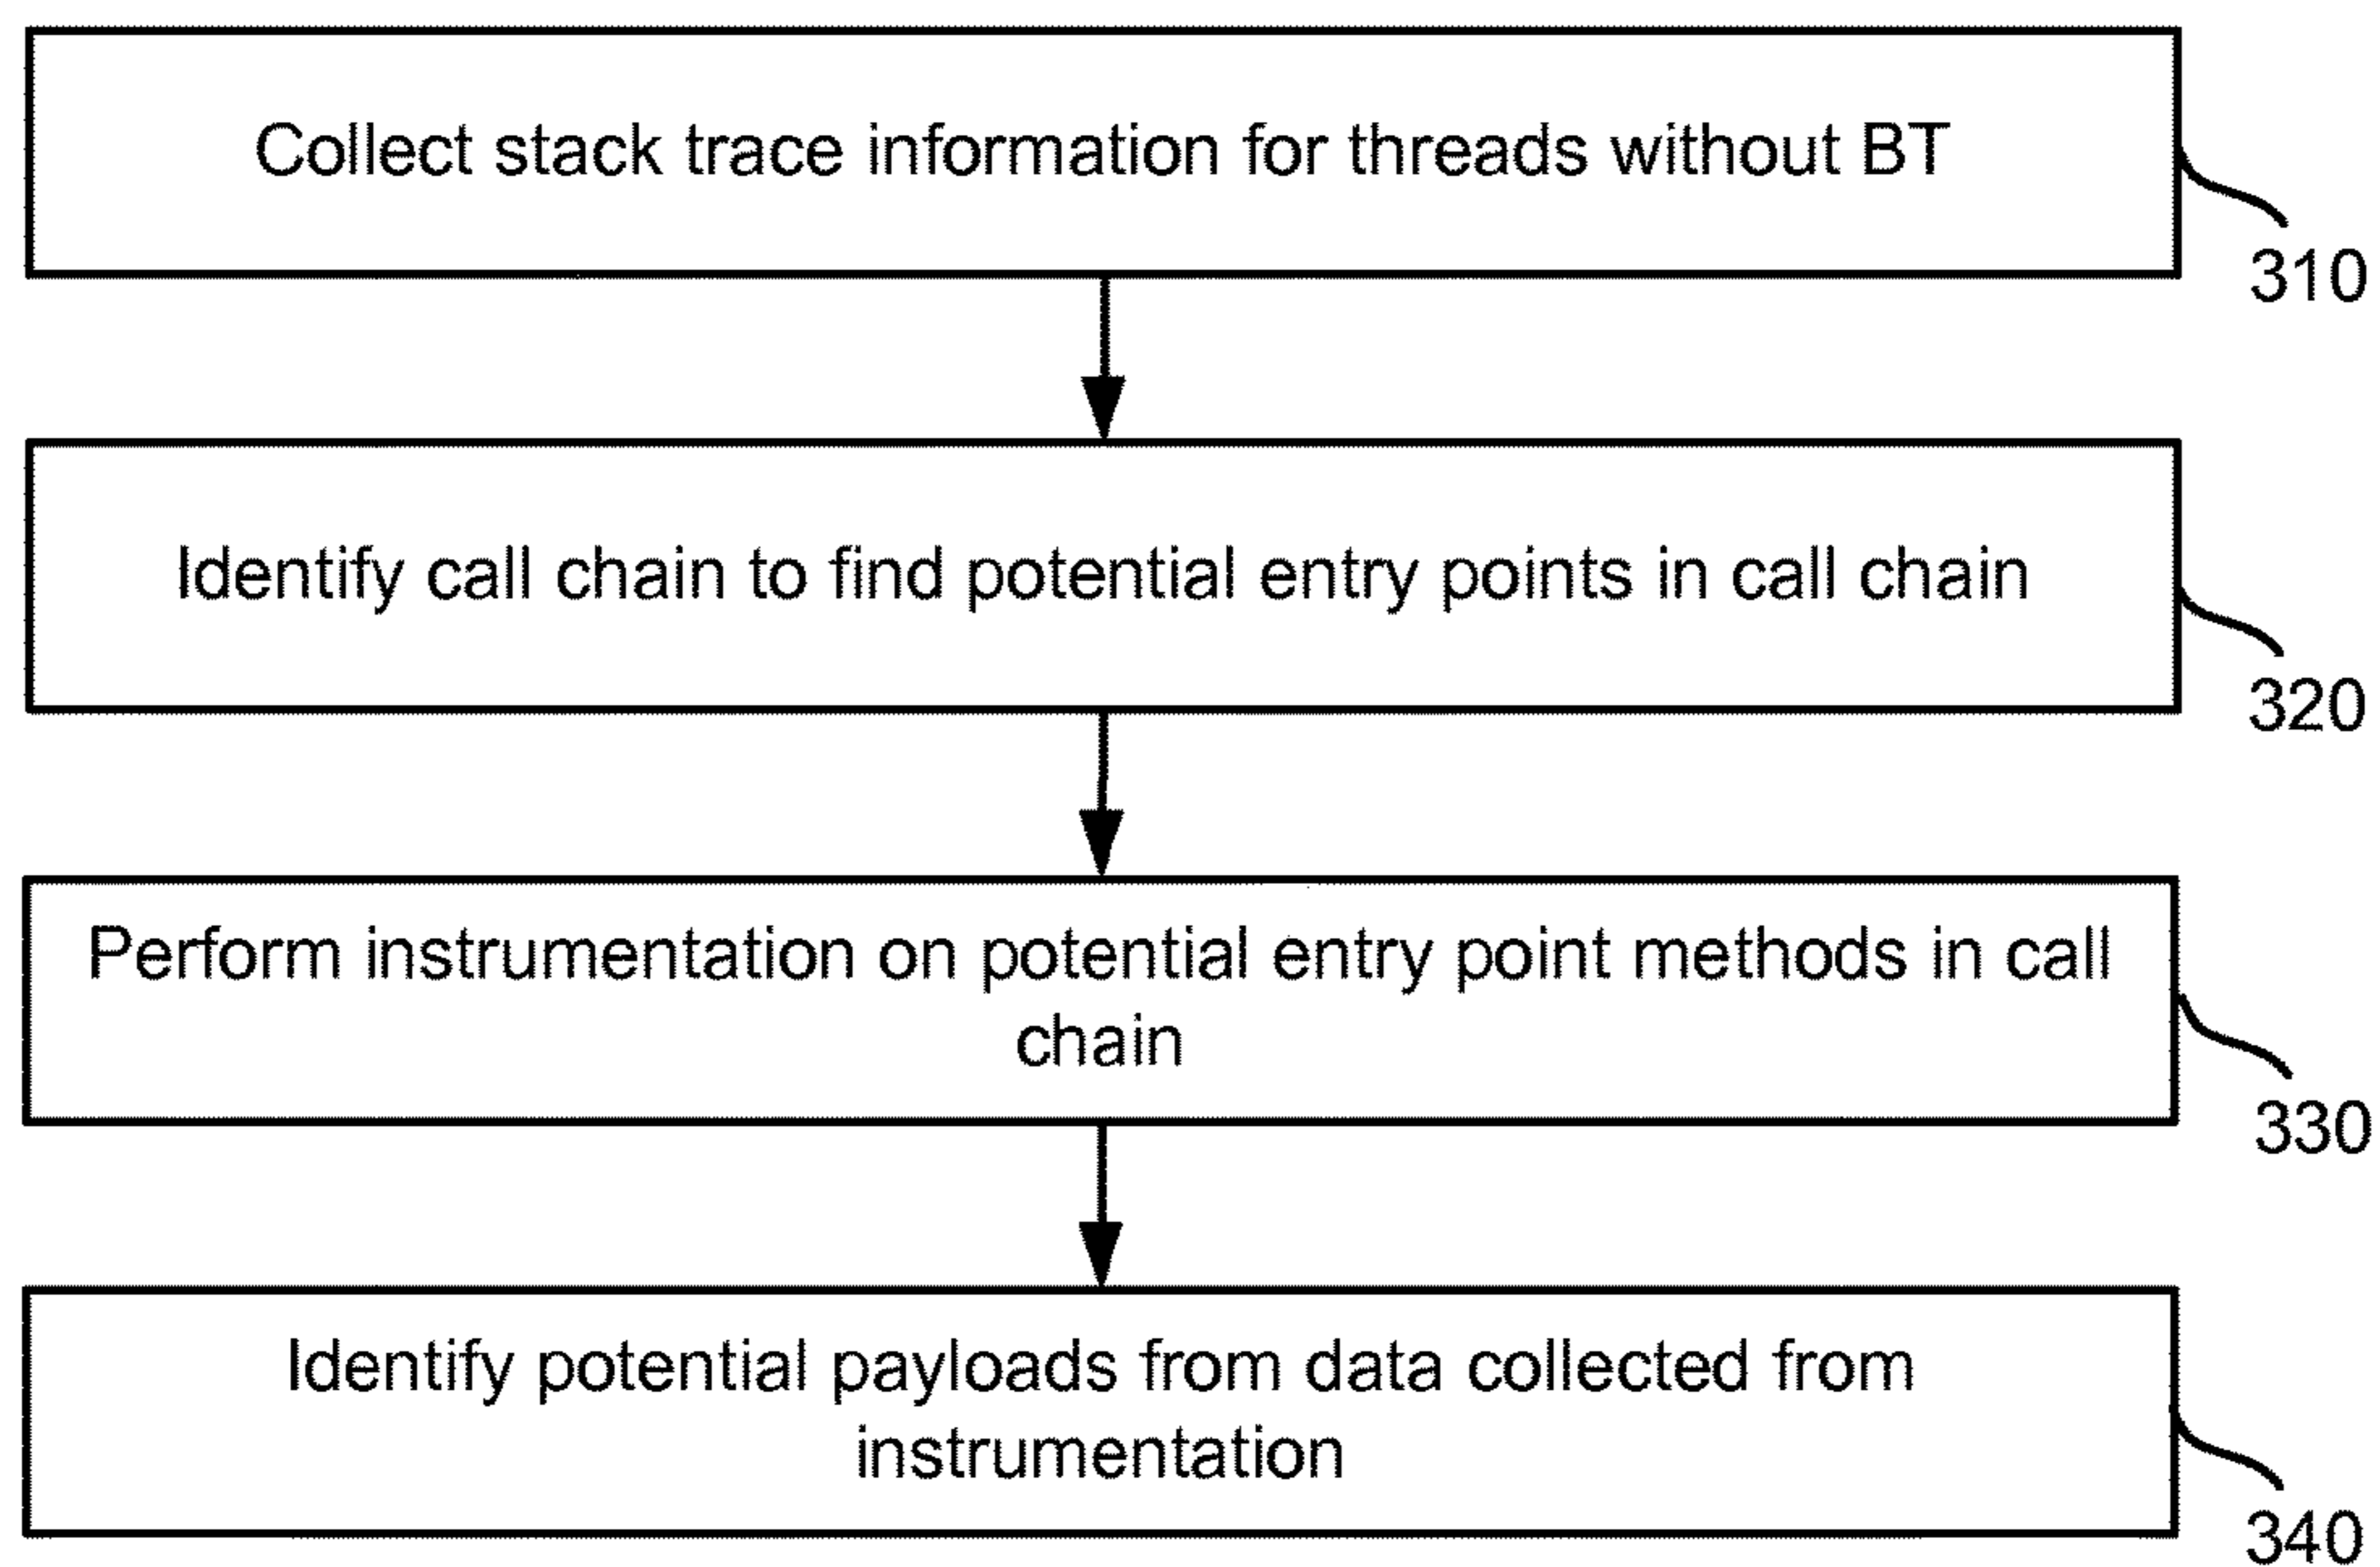 Collect stack trace information for threads without BT
310
Identify call chain to find potential entry points in call chain
320
Perform instrumentation on potential entry point methods in call
chain
330
Identify potential payloads from data collected from
instrumentation
340